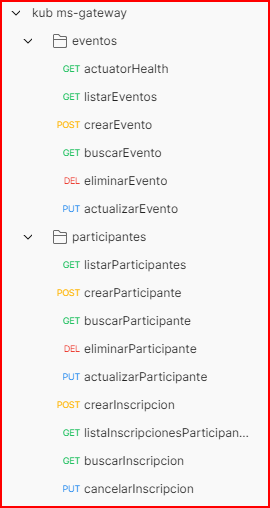 kub ms-gateway
eventos
GET actuatorHealth
GET listarEventos
POST crearEvento
GET buscarEvento
DEL eliminarEvento
PUT actualizarEvento
participantes
GET listarParticipantes
POST crearParticipante
GET buscarParticipante
DEL eliminarParticipante
PUT actualizarParticipante
POST crearInscripcion
GET listaInscripcionesParticipan...
GET buscarInscripcion
PUT cancelarInscripcion